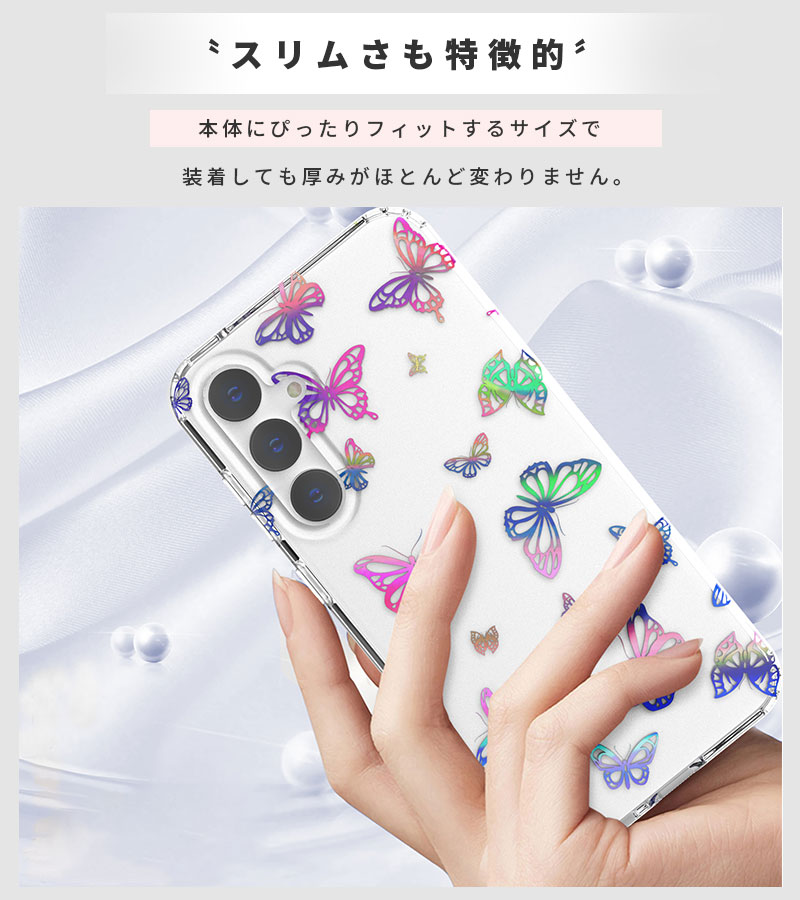 〝スリムさも特徴的〞
本体にぴったりフィットするサイズで
装着しても厚みがほとんど変わりません。